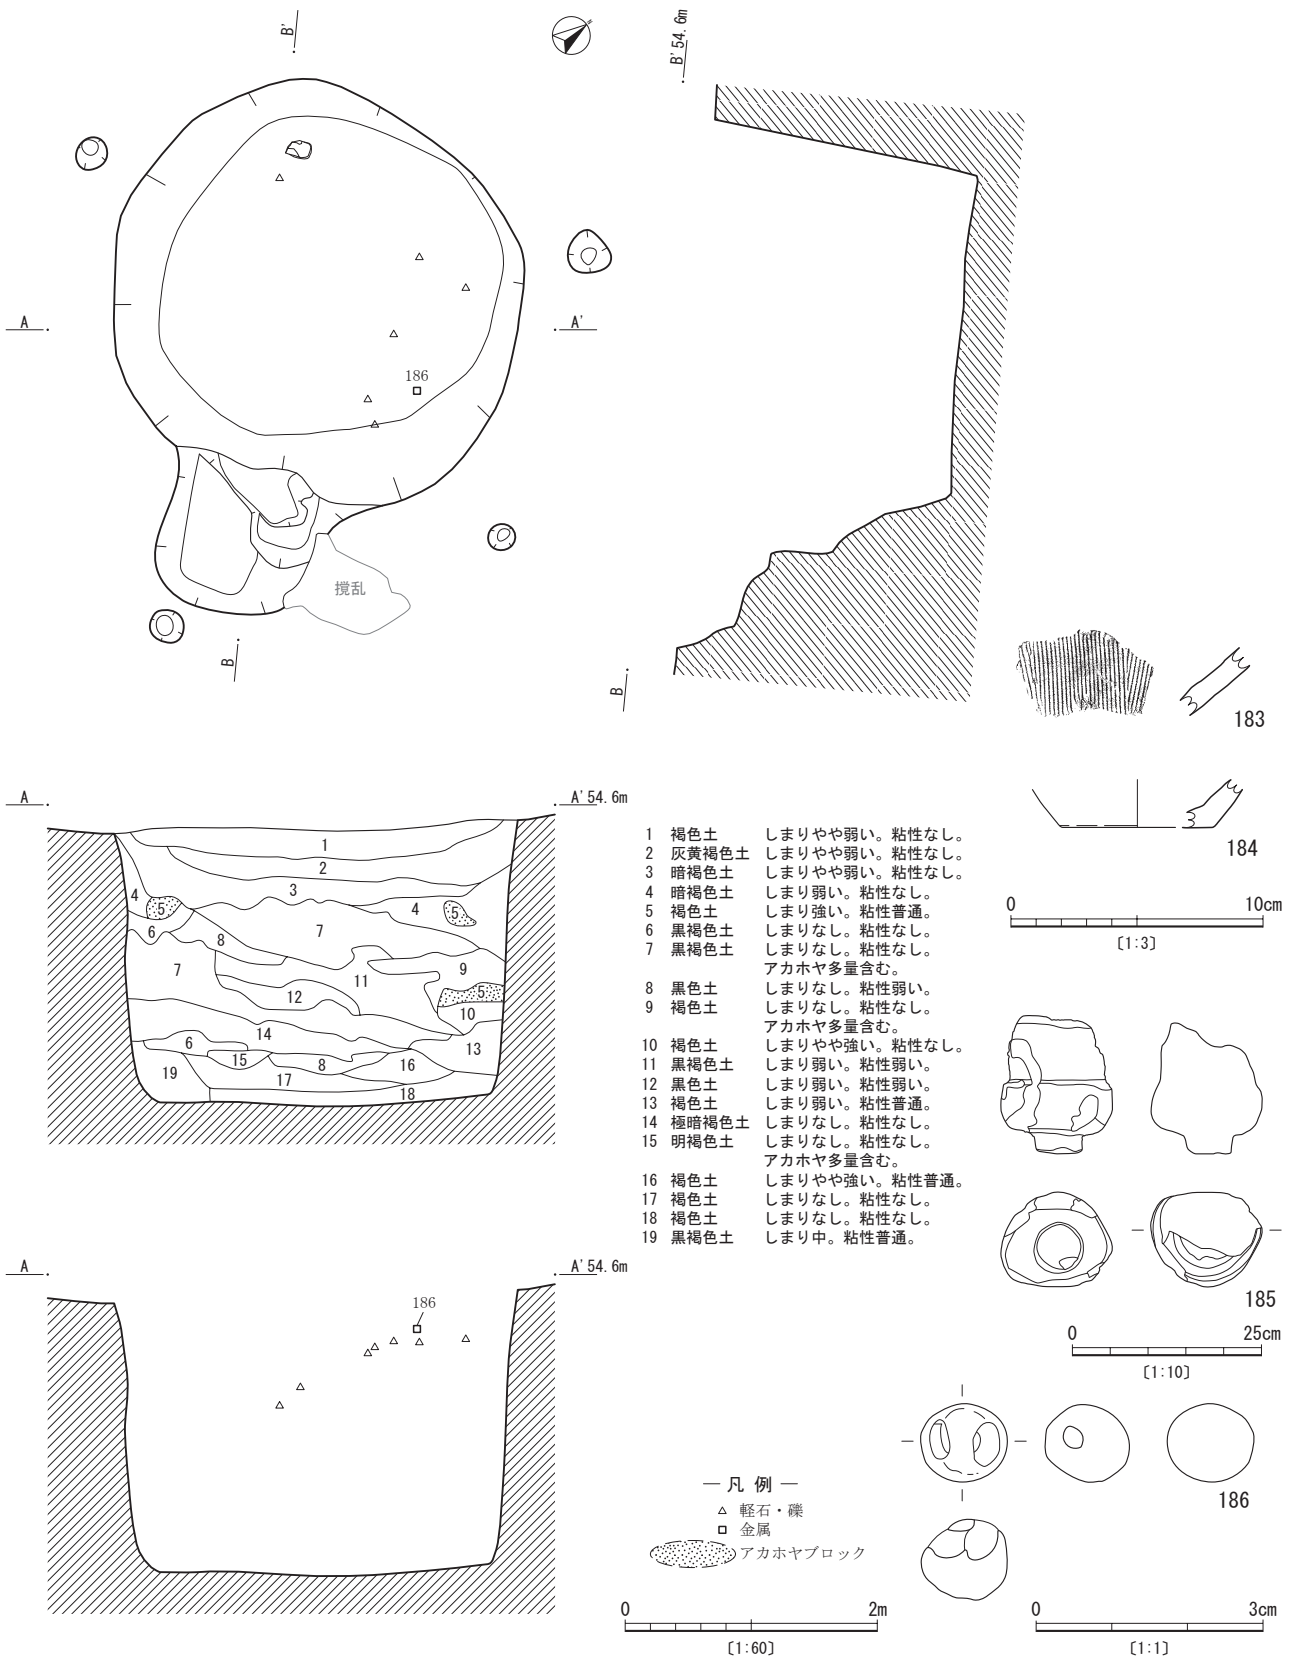 B'
B' 54.6m
A
A'
186
撹乱
B
B
183
184
A
A' 54.6m
1
2
3
4
5
4
5
6
8
7
7
9
11
12
5
10
14
6
13
15
8
16
19
17
18
1 褐色土 しまりやや弱い。粘性なし。
2 灰黄褐色土 しまりやや弱い。粘性なし。
3 暗褐色土 しまりやや弱い。粘性なし。
4 暗褐色土 しまり弱い。粘性なし。
5 褐色土 しまり強い。粘性普通。
6 黒褐色土 しまりなし。粘性なし。
7 黒褐色土 しまりなし。粘性なし。
アカホヤ多量含む。
8 黒色土 しまりなし。粘性弱い。
9 褐色土 しまりなし。粘性なし。
アカホヤ多量含む。
10 褐色土 しまりやや強い。粘性なし。
11 黒褐色土 しまり弱い。粘性弱い。
12 黒色土 しまり弱い。粘性弱い。
13 褐色土 しまり弱い。粘性普通。
14 極暗褐色土 しまりなし。粘性なし。
15 明褐色土 しまりなし。粘性なし。
アカホヤ多量含む。
16 褐色土 しまりやや強い。粘性普通。
17 褐色土 しまりなし。粘性なし。
18 褐色土 しまりなし。粘性なし。
19 黒褐色土 しまり中。粘性普通。
0 10cm
〔1:3〕
185
0 25cm
〔1:10〕
A
A' 54.6m
186
186
― 凡 例 ―
△ 軽石・礫
□ 金属
アカホヤブロック
0 2m
〔1:60〕
0 3cm
〔1:1〕